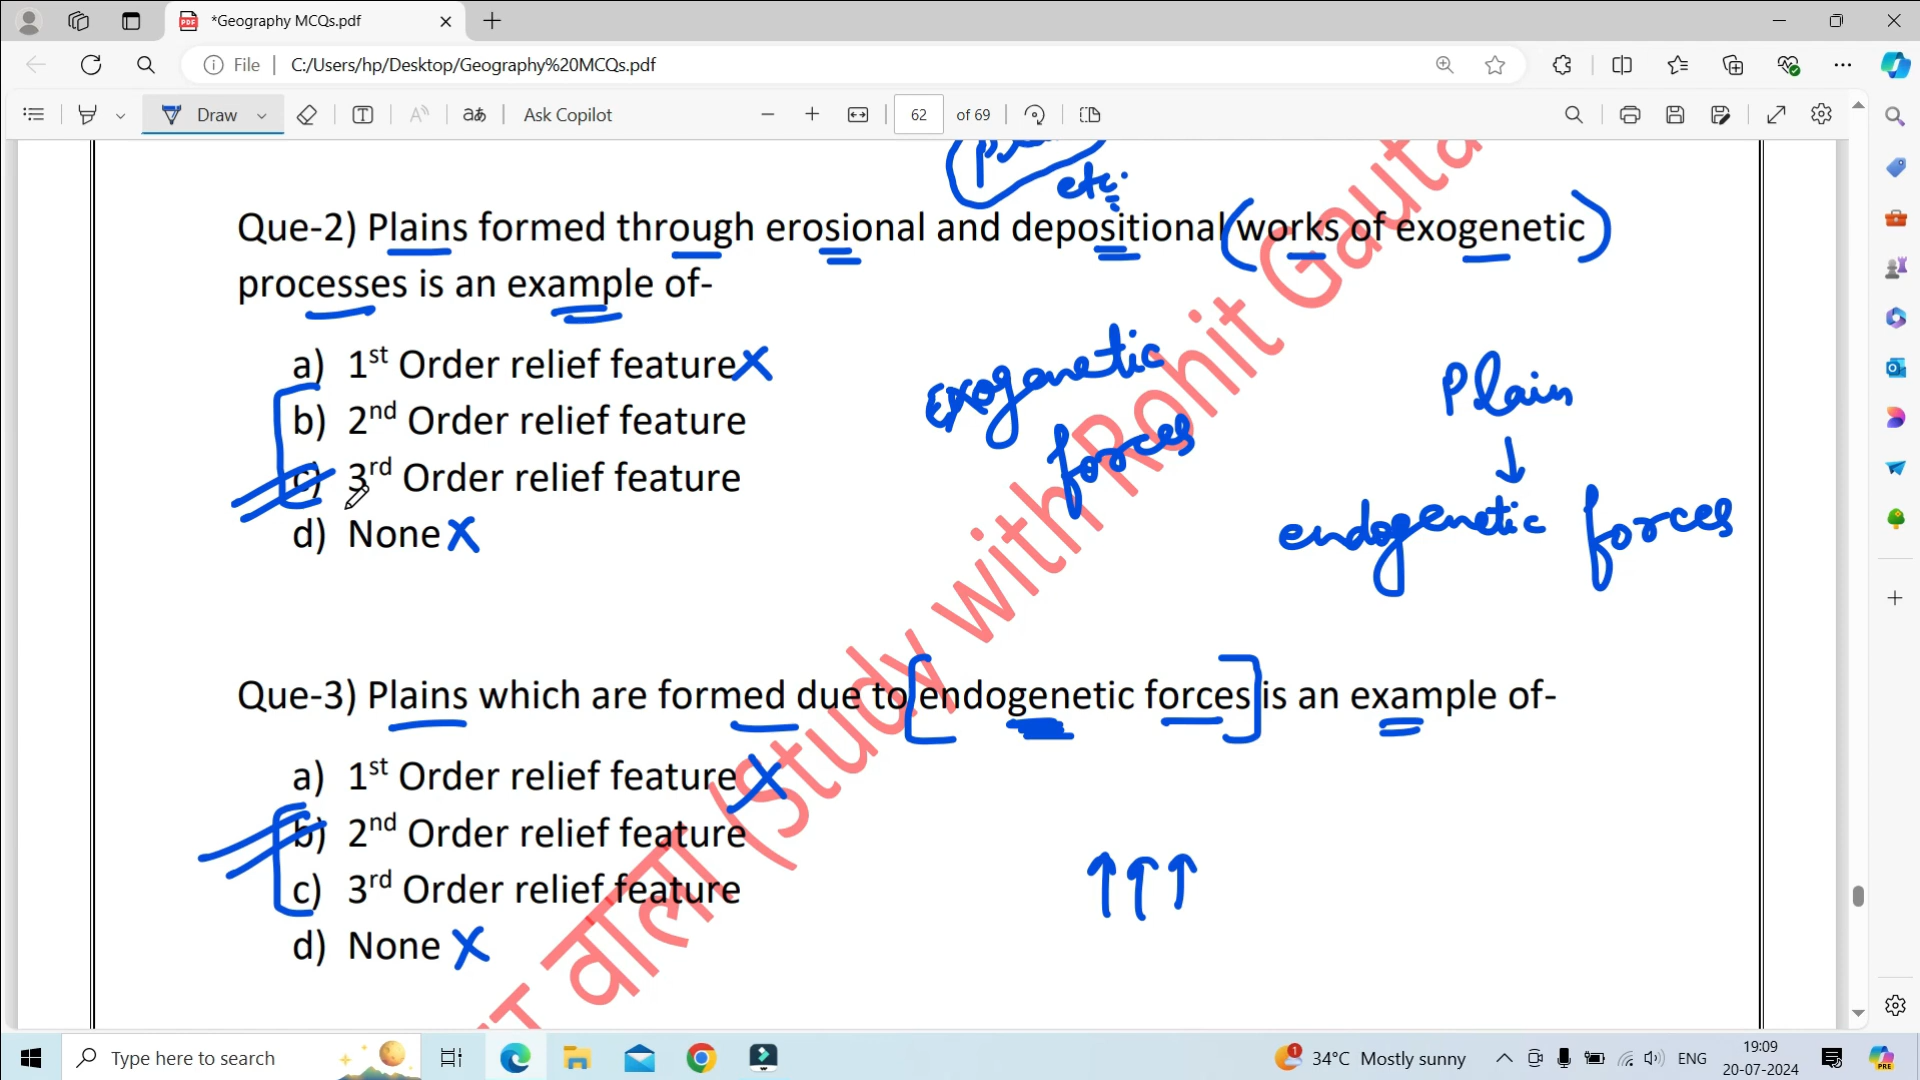 *Geography MCQs.pdf
File
C:/Users/hp/Desktop/Geography%20MCQs.pdf
Draw
Ask Copilot
62 of 69
etc.
Que-2) Plains formed through erosional and depositional works of exogenetic
processes is an example of-
a) 1st Order relief feature
b) 2nd Order relief feature
c) 3rd Order relief feature
d) None
Exogenetic
forces
Plain
endogenetic forces
Que-3) Plains which are formed due to endogenetic forces is an example of-
a) 1st Order relief feature
b) 2nd Order relief feature
c) 3rd Order relief feature
d) None
वाला (Study with Rohit Gauta
Type here to search
34°C Mostly sunny
ENG
19:09
20-07-2024